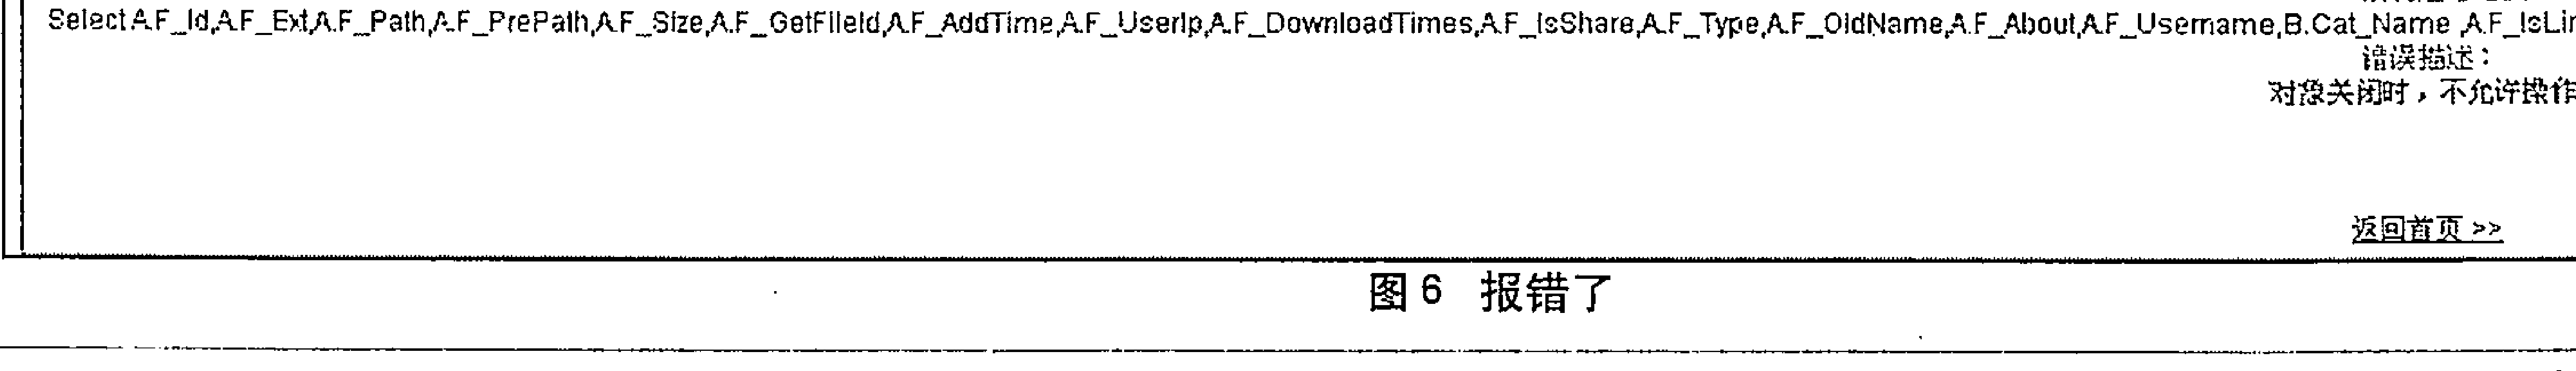 Select A.F_Id,A.F_Ext,A.F_Path,A.F_PrePath,A.F_Size,A.F_GetFileId,A.F_AddTime,A.F_UserIp,A.F_DownloadTimes,A.F_IsShare,A.F_Type,A.F_OldName,A.F_About,A.F_Username,B.Cat_Name ,A.F_IsLin
错误描述:
对象关闭时,不允许操作
返回首页 >>
图 6 报错了